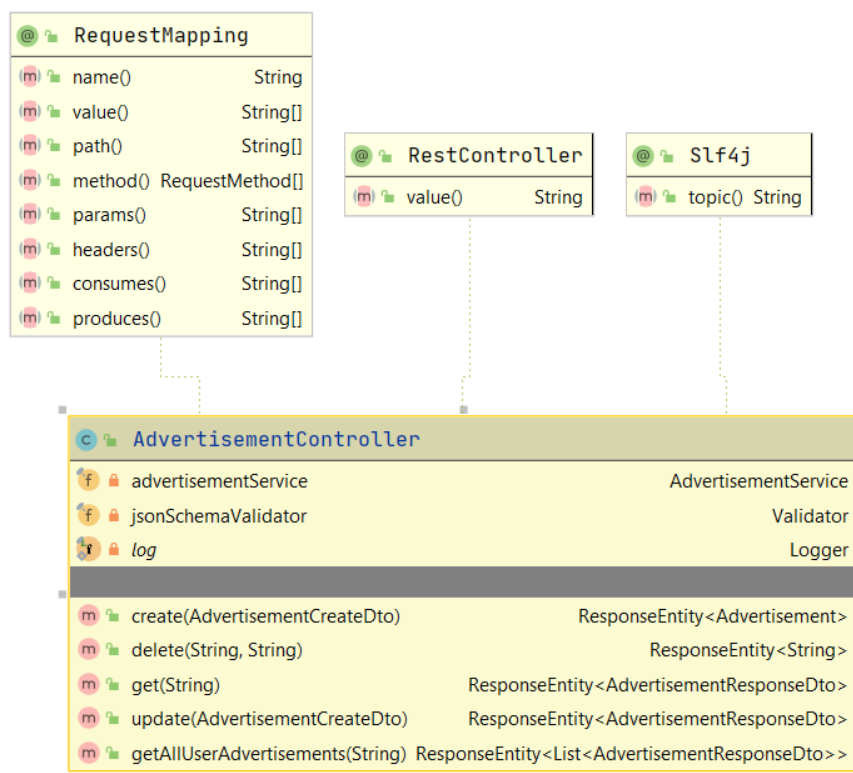 @ RequestMapping
m name() String
m value() String[]
m path() String[]
m method() RequestMethod[]
m params() String[]
m headers() String[]
m consumes() String[]
m produces() String[]
@ RestController
m value() String
@ Slf4j
m topic() String
c AdvertisementController
f advertisementService AdvertisementService
f jsonSchemaValidator Validator
f log Logger
m create(AdvertisementCreateDto) ResponseEntity<Advertisement>
m delete(String, String) ResponseEntity<String>
m get(String) ResponseEntity<AdvertisementResponseDto>
m update(AdvertisementCreateDto) ResponseEntity<AdvertisementResponseDto>
m getAllUserAdvertisements(String) ResponseEntity<List<AdvertisementResponseDto>>